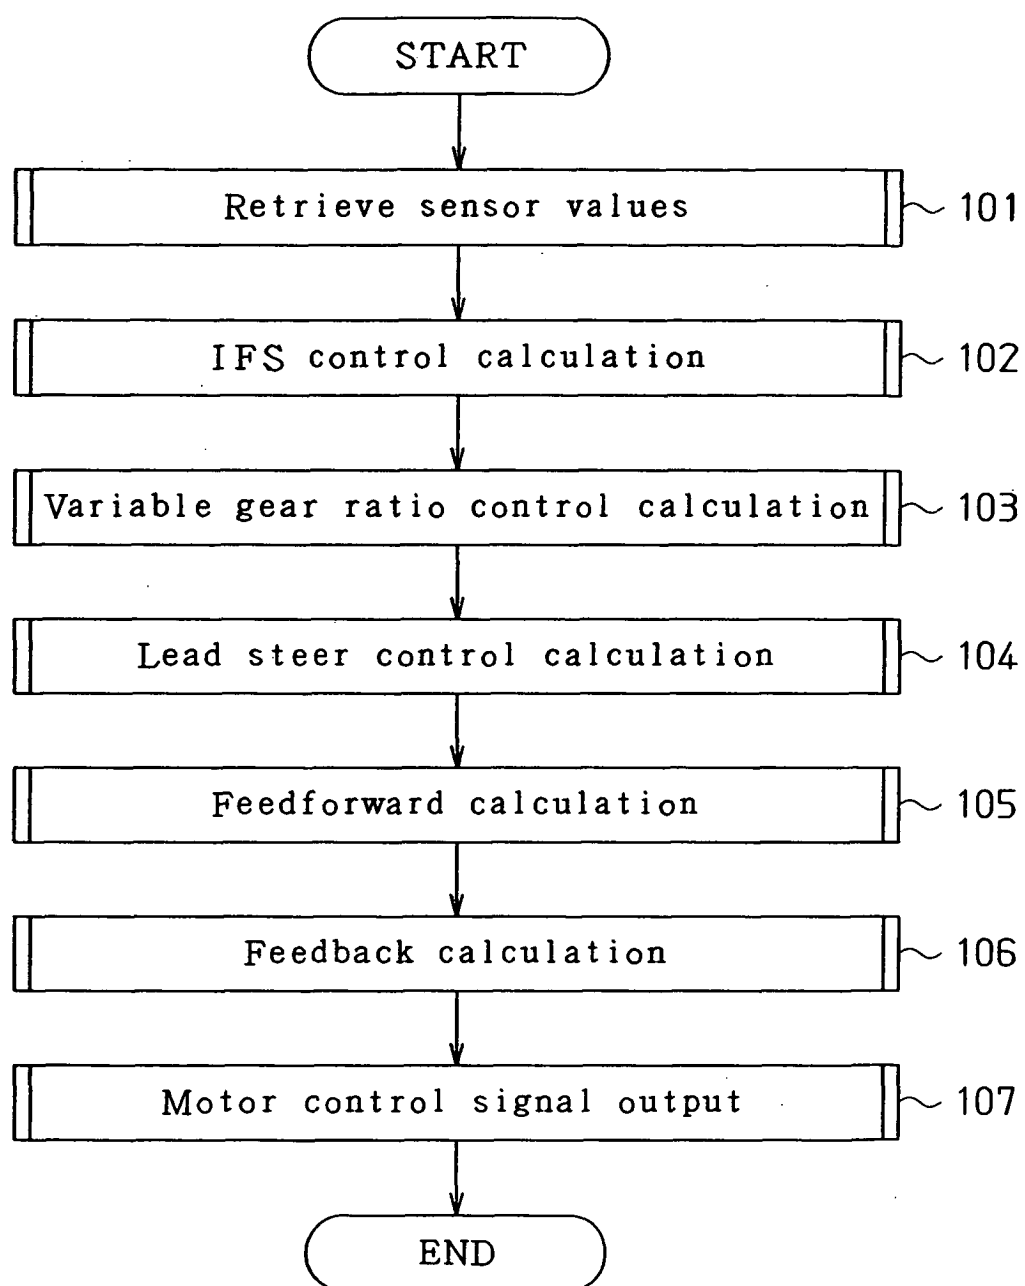 START
Retrieve sensor values
101
IFS control calculation
102
Variable gear ratio control calculation
103
Lead steer control calculation
104
Feedforward calculation
105
Feedback calculation
106
Motor control signal output
107
END